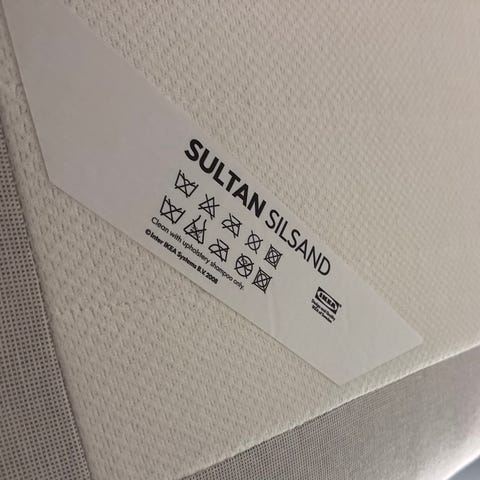 SULTAN SILSAND
Clean with upholstery shampoo only.
© Inter IKEA Systems B.V. 2008
IKEA